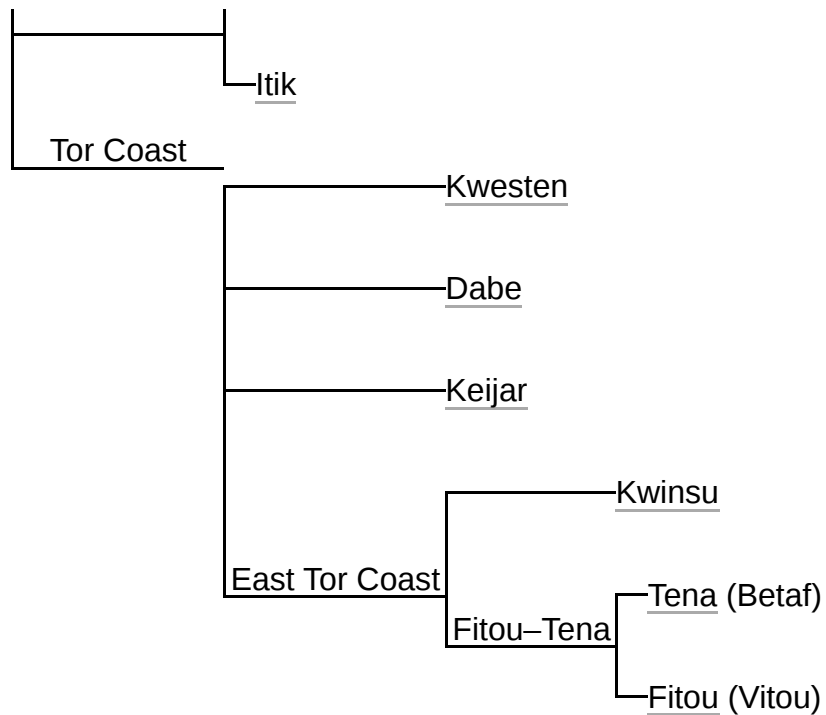 Itik
Tor Coast
Kwesten
Dabe
Keijar
Kwinsu
East Tor Coast
Tena (Betaf)
Fitou–Tena
Fitou (Vitou)